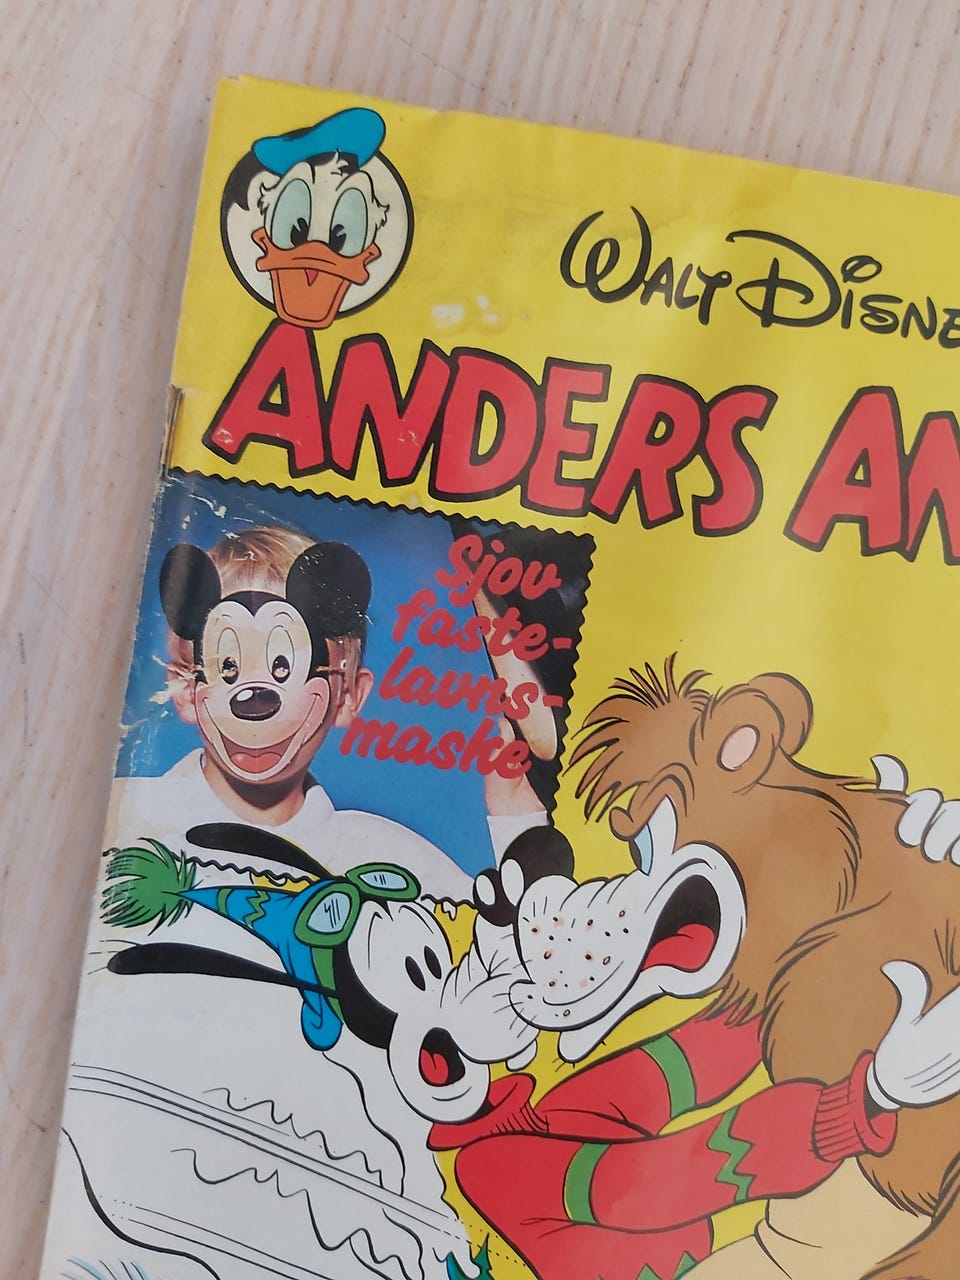 WALT DISNE
ANDERS AN
Sjov
faste-
lavns-
maske